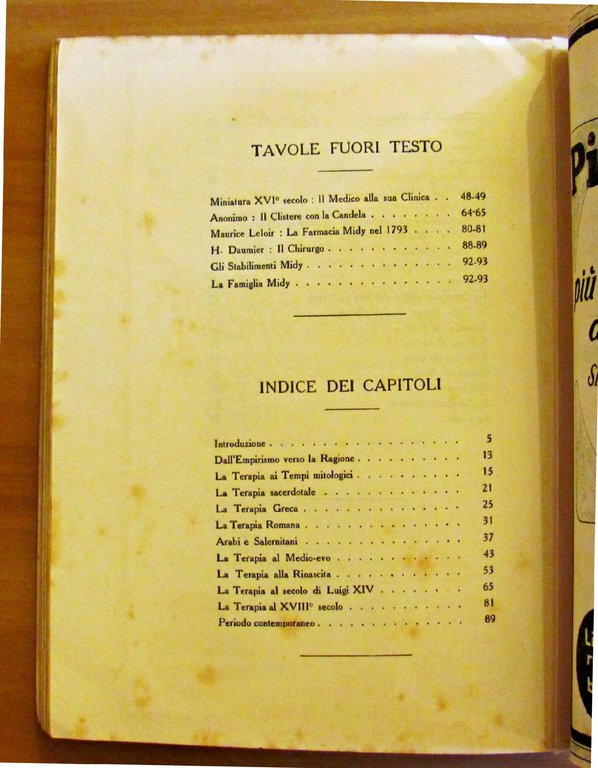 TAVOLE FUORI TESTO
Miniatura XVIº secolo : Il Medico alla sua Clinica . . 48-49
Anonimo : Il Clistere con la Candela . . . . . . . . 64-65
Maurice Leloir : La Farmacia Midy nel 1793 . . . . 80-81
H. Daumier : Il Chirurgo . . . . . . . . . . . . 88-89
Gli Stabilimenti Midy . . . . . . . . . . . . . . 92-93
La Famiglia Midy . . . . . . . . . . . . . . . 92-93
INDICE DEI CAPITOLI
Introduzione . . . . . . . . . . . . . . . . . . 5
Dall'Empirismo verso la Ragione . . . . . . . . . . 13
La Terapia ai Tempi mitologici . . . . . . . . . . 15
La Terapia sacerdotale . . . . . . . . . . . . . 21
La Terapia Greca . . . . . . . . . . . . . . . 25
La Terapia Romana . . . . . . . . . . . . . . . 31
Arabi e Salernitani . . . . . . . . . . . . . . . 37
La Terapia al Medio-evo . . . . . . . . . . . . 43
La Terapia alla Rinascita . . . . . . . . . . . . 53
La Terapia al secolo di Luigi XIV . . . . . . . . 65
La Terapia al XVIIIº secolo . . . . . . . . . . . 81
Periodo contemporaneo . . . . . . . . . . . . . . 89
Pi
più